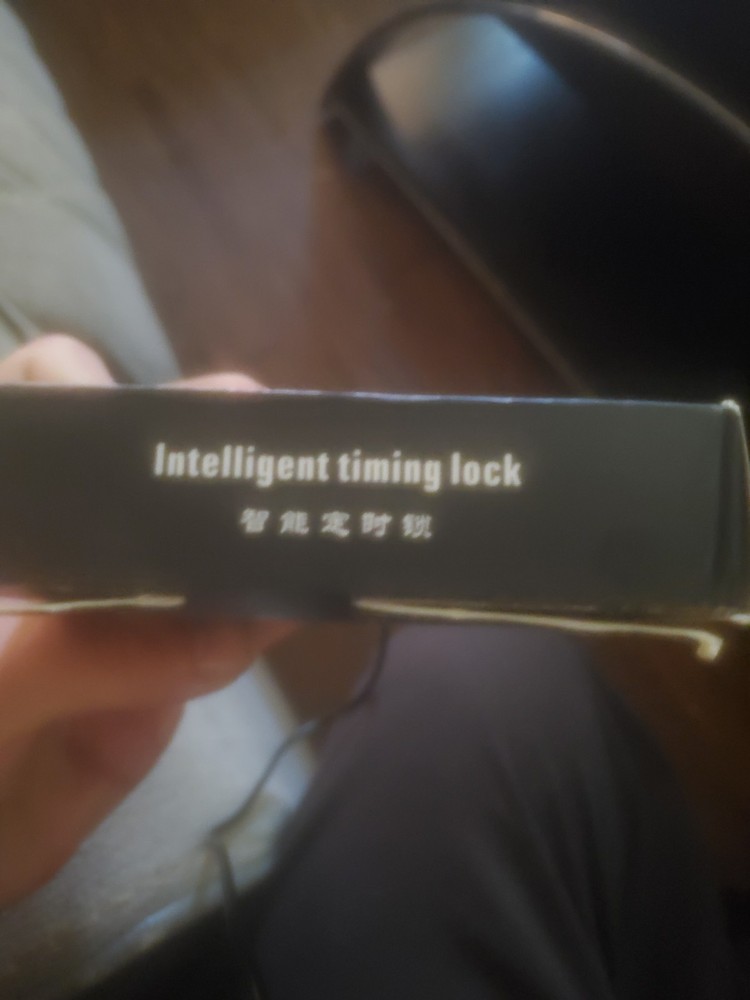 Intelligent timing lock
智能定时锁